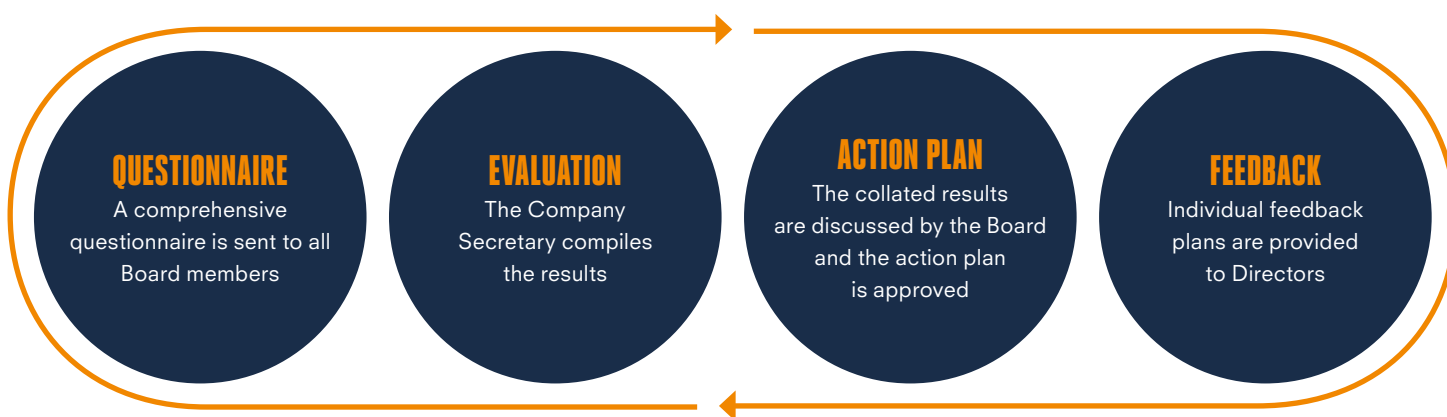 QUESTIONNAIRE
A comprehensive
questionnaire is sent to all
Board members
EVALUATION
The Company
Secretary compiles
the results
ACTION PLAN
The collated results
are discussed by the Board
and the action plan
is approved
FEEDBACK
Individual feedback
plans are provided
to Directors